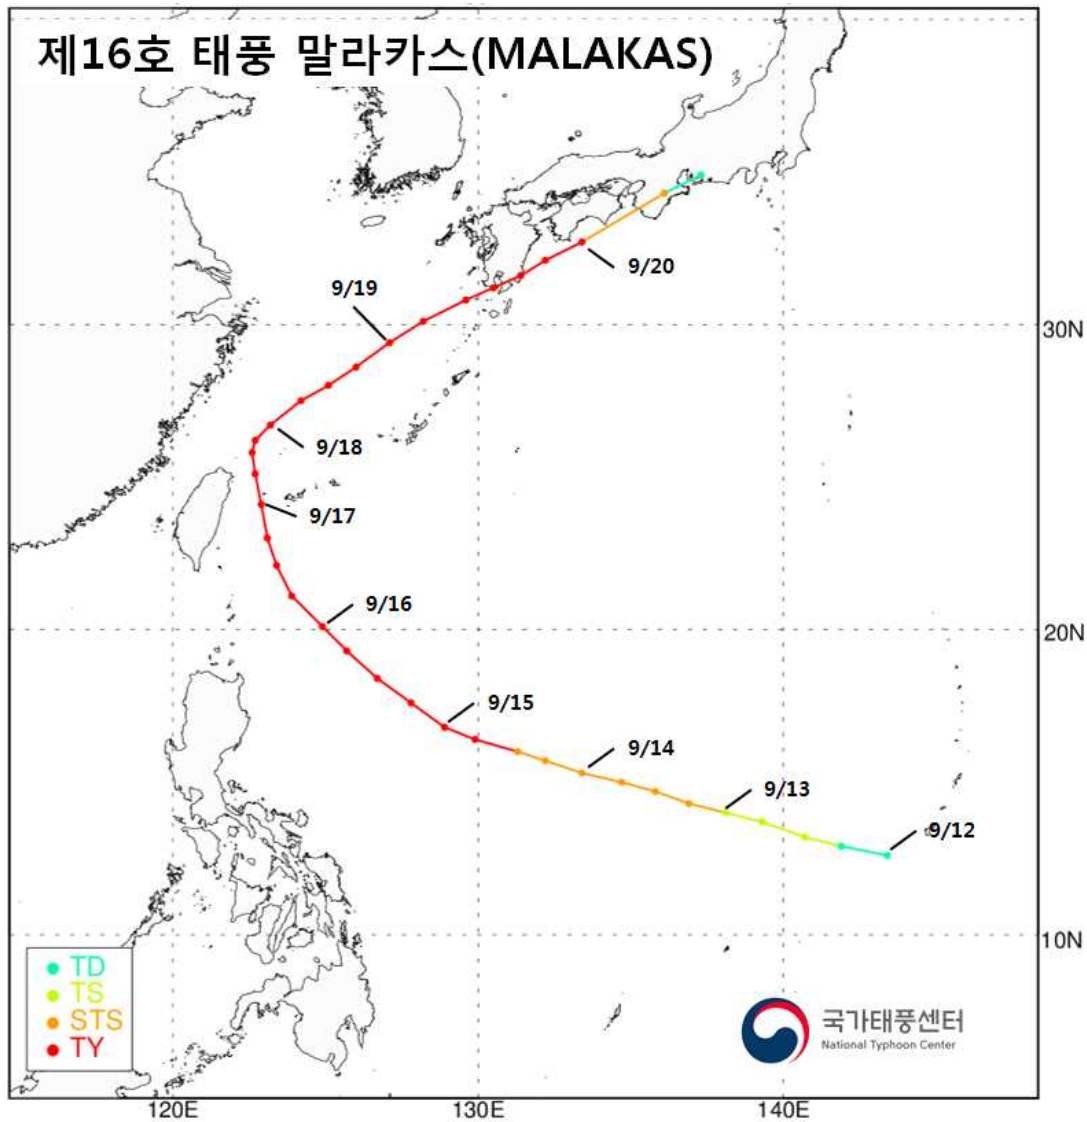 제16호 태풍 말라카스(MALAKAS)
9/20
9/19
30N
9/18
9/17
9/16
20N
9/15
9/14
9/13
9/12
10N
TD
TS
STS
TY
국가태풍센터
National Typhoon Center
120E
130E
140E